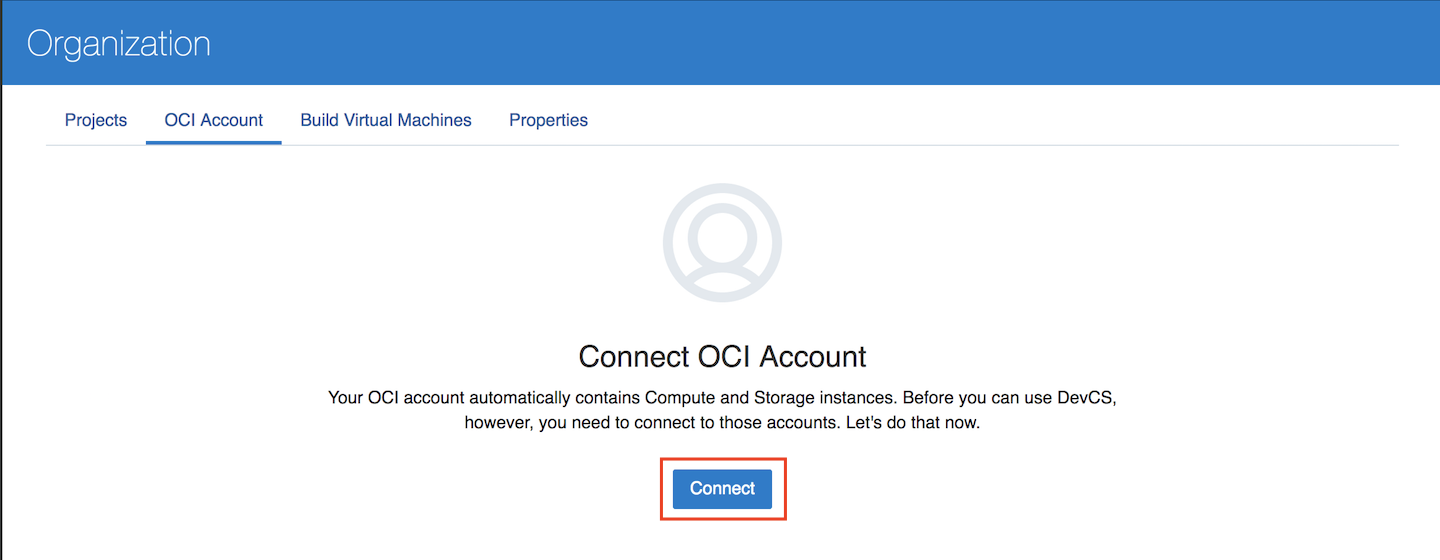 Organization
Projects OCI Account Build Virtual Machines Properties
Connect OCI Account
Your OCI account automatically contains Compute and Storage instances. Before you can use DevCS,
however, you need to connect to those accounts. Let's do that now.
Connect